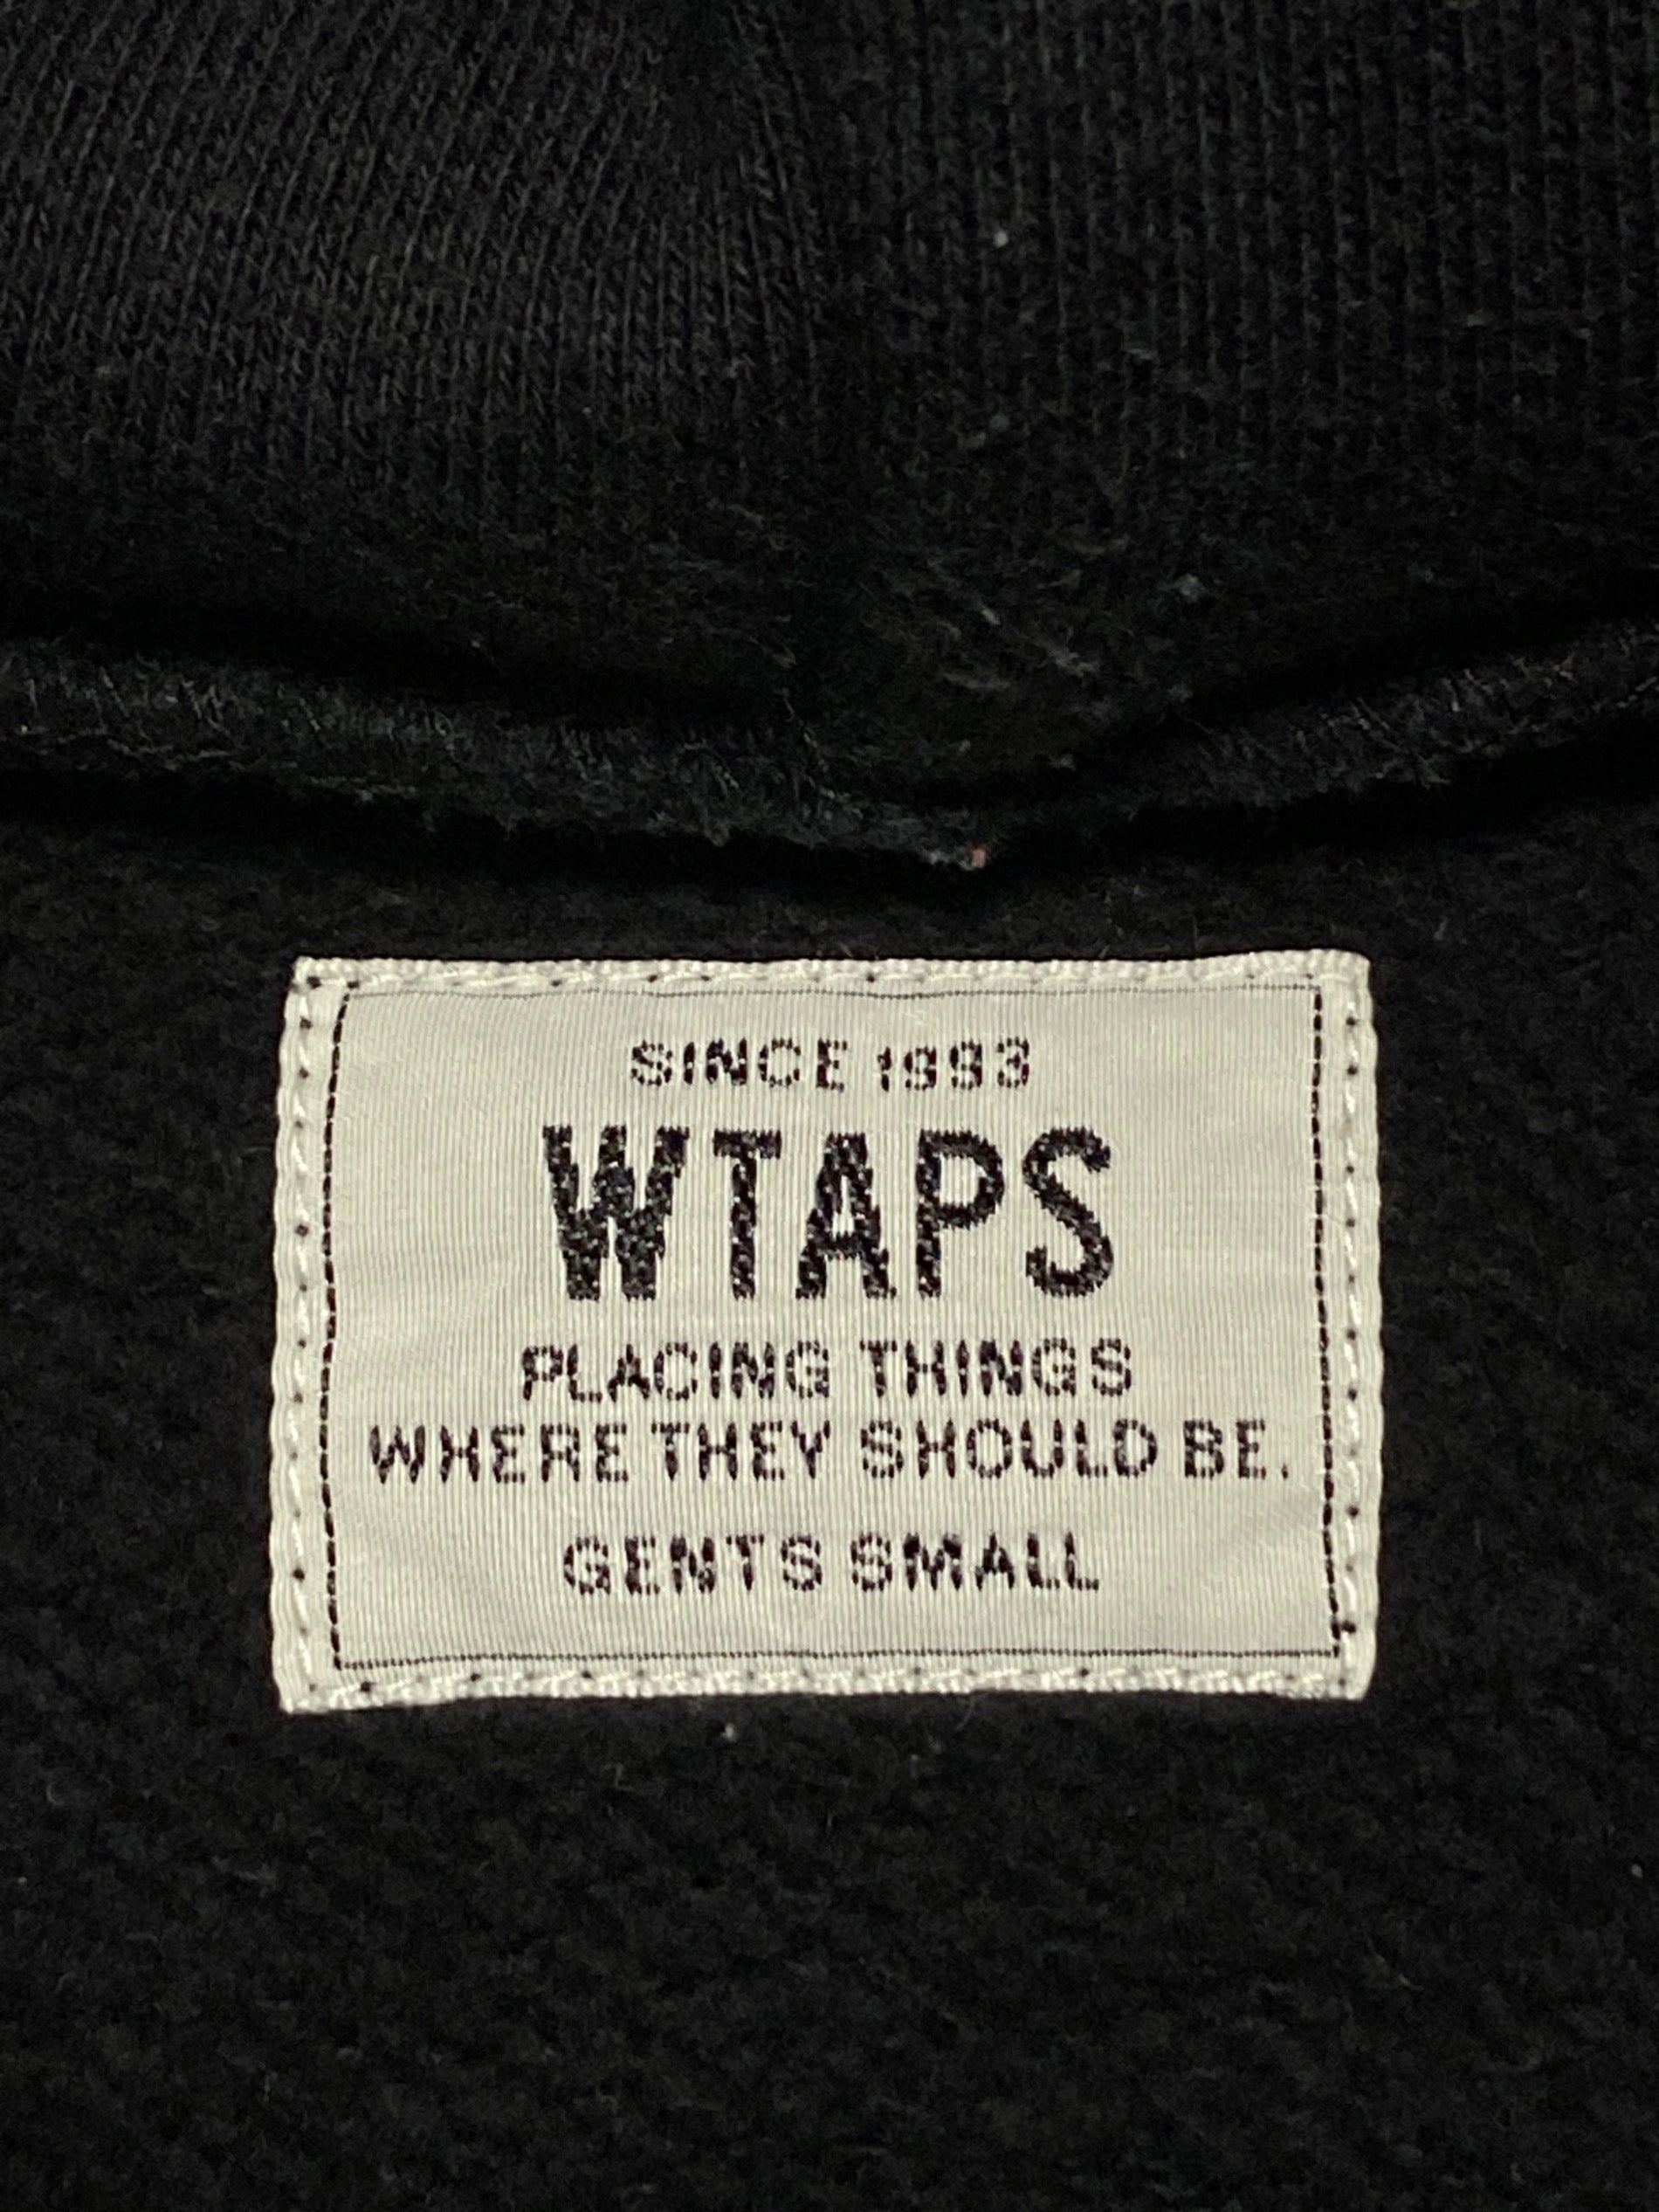 SINCE 1993
WTAPS
PLACING THINGS
WHERE THEY SHOULD BE.
GENTS SMALL